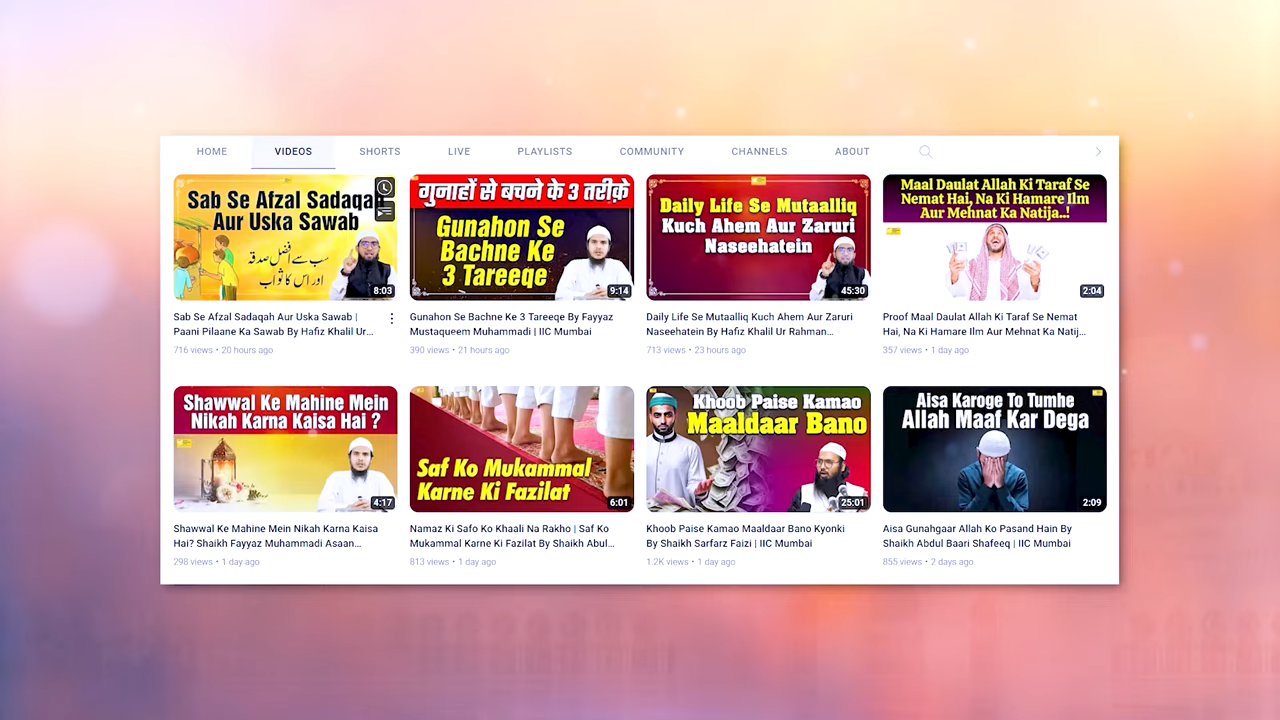 HOME VIDEOS SHORTS LIVE PLAYLISTS COMMUNITY CHANNELS ABOUT
Sab Se Afzal Sadaqah
Aur Uska Sawab
سب سے افضل صدقہ
اور اس کا ثواب
8:03
Sab Se Afzal Sadaqah Aur Uska Sawab |
Paani Pilaane Ka Sawab By Hafiz Khalil Ur...
716 views • 20 hours ago
गुनाहों से बचने के 3 तरीक़े
Gunahon Se
Bachne Ke
3 Tareeqe
9:14
Gunahon Se Bachne Ke 3 Tareeqe By Fayyaz
Mustaqueem Muhammadi | IIC Mumbai
390 views • 21 hours ago
Daily Life Se Mutaalliq
Kuch Ahem Aur Zaruri
Naseehatein
45:30
Daily Life Se Mutaalliq Kuch Ahem Aur Zaruri
Naseehatein By Hafiz Khalil Ur Rahman...
713 views • 23 hours ago
Maal Daulat Allah Ki Taraf Se
Nemat Hai, Na Ki Hamare Ilm
Aur Mehnat Ka Natija..!
2:04
Proof Maal Daulat Allah Ki Taraf Se Nemat
Hai, Na Ki Hamare Ilm Aur Mehnat Ka Natij...
357 views • 1 day ago
Shawwal Ke Mahine Mein
Nikah Karna Kaisa Hai ?
4:17
Shawwal Ke Mahine Mein Nikah Karna Kaisa
Hai? Shaikh Fayyaz Muhammadi Asaan...
298 views • 1 day ago
Saf Ko Mukammal
Karne Ki Fazilat
6:01
Namaz Ki Safo Ko Khaali Na Rakho | Saf Ko
Mukammal Karne Ki Fazilat By Shaikh Abul...
813 views • 1 day ago
Khoob Paise Kamao
Maaldaar Bano
25:01
Khoob Paise Kamao Maaldaar Bano Kyonki
By Shaikh Sarfarz Faizi | IIC Mumbai
1.2K views • 1 day ago
Aisa Karoge To Tumhe
Allah Maaf Kar Dega
2:09
Aisa Gunahgaar Allah Ko Pasand Hain By
Shaikh Abdul Baari Shafeeq | IIC Mumbai
855 views • 2 days ago